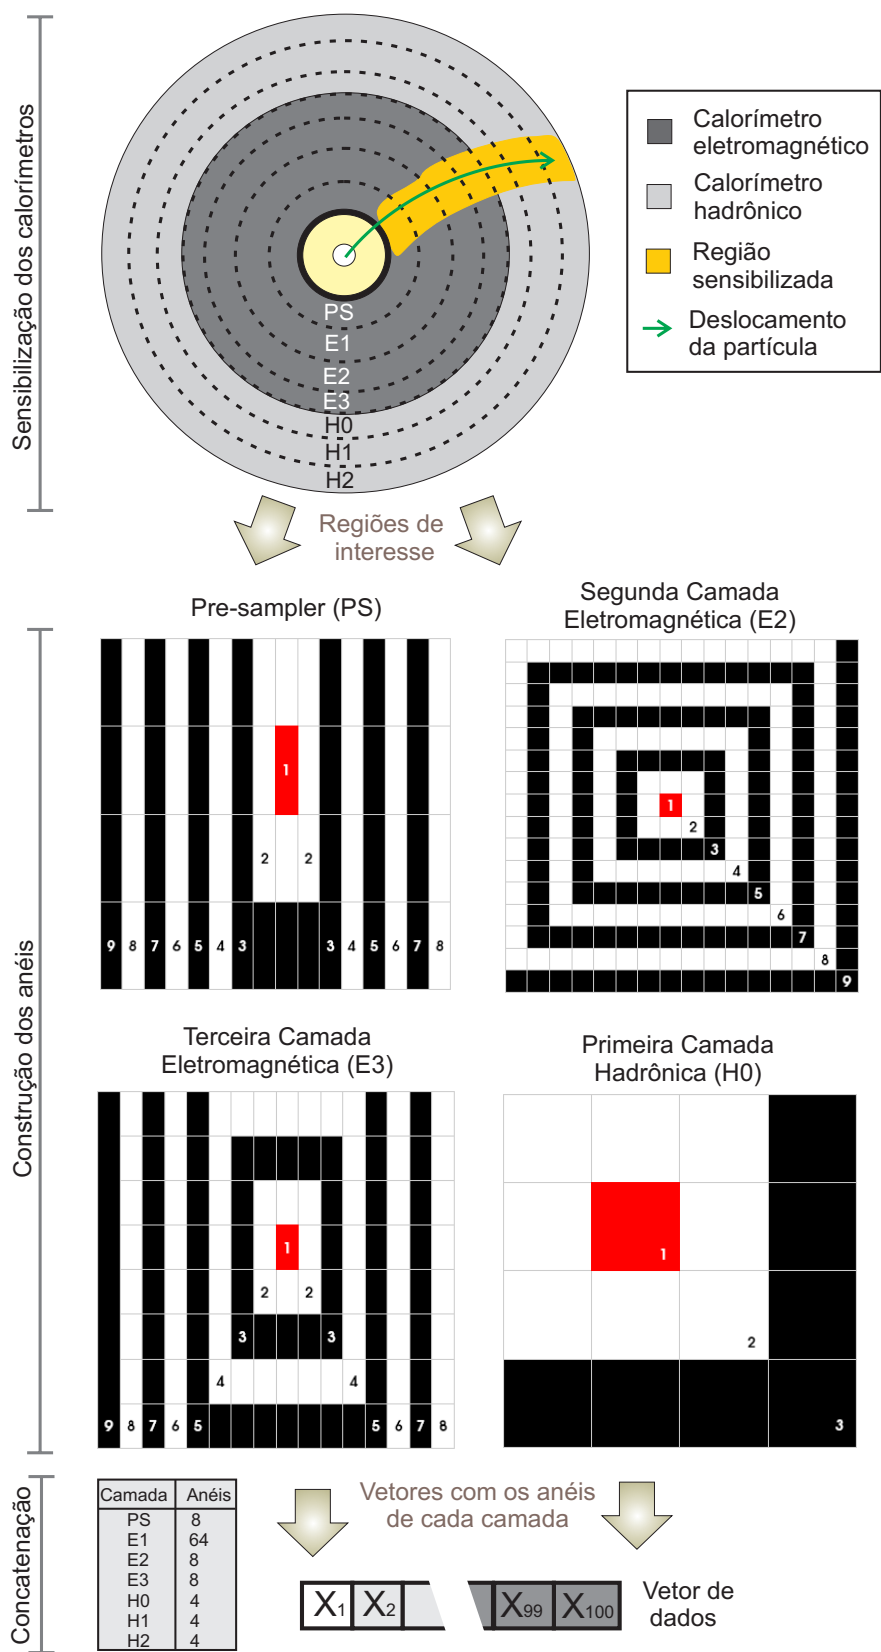 Sensibilização dos calorímetros
PS
E1
E2
E3
H0
H1
H2
Calorímetro
eletromagnético
Calorímetro
hadrônico
Região
sensibilizada
Deslocamento
da partícula
Regiões de
interesse
Construção dos anéis
Pre-sampler (PS)
1
2 2
9 8 7 6 5 4 3 3 4 5 6 7 8
Segunda Camada
Eletromagnética (E2)
1
2
3
4
5
6
7
8
9
Terceira Camada
Eletromagnética (E3)
1
2 2
3 3
4 4
9 8 7 6 5 5 6 7 8
Primeira Camada
Hadrônica (H0)
1
2
3
Concatenação
Camada Anéis
PS 8
E1 64
E2 8
E3 8
H0 4
H1 4
H2 4
Vetores com os anéis
de cada camada
X1 X2 X99 X100
Vetor de
dados